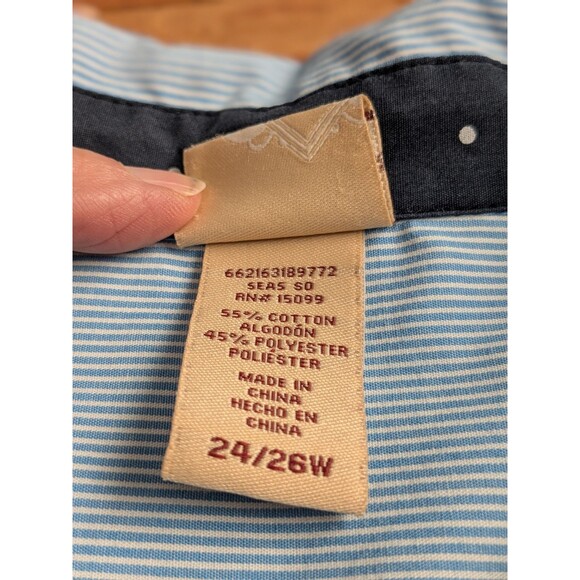 662163189772
SEAS SO
RN# 15099
55% COTTON
ALGODÓN
45% POLYESTER
POLIÉSTER
MADE IN
CHINA
HECHO EN
CHINA
24/26W